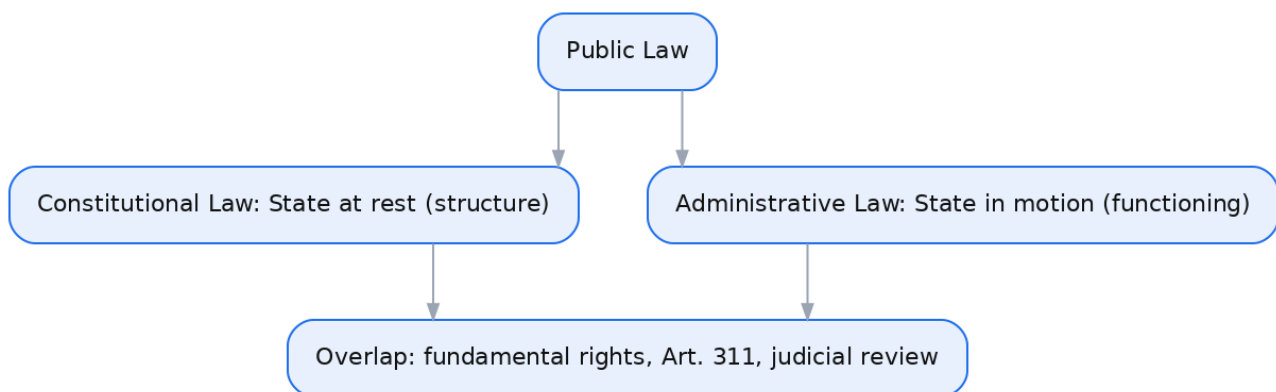 Public Law
Constitutional Law: State at rest (structure)
Administrative Law: State in motion (functioning)
Overlap: fundamental rights, Art. 311, judicial review